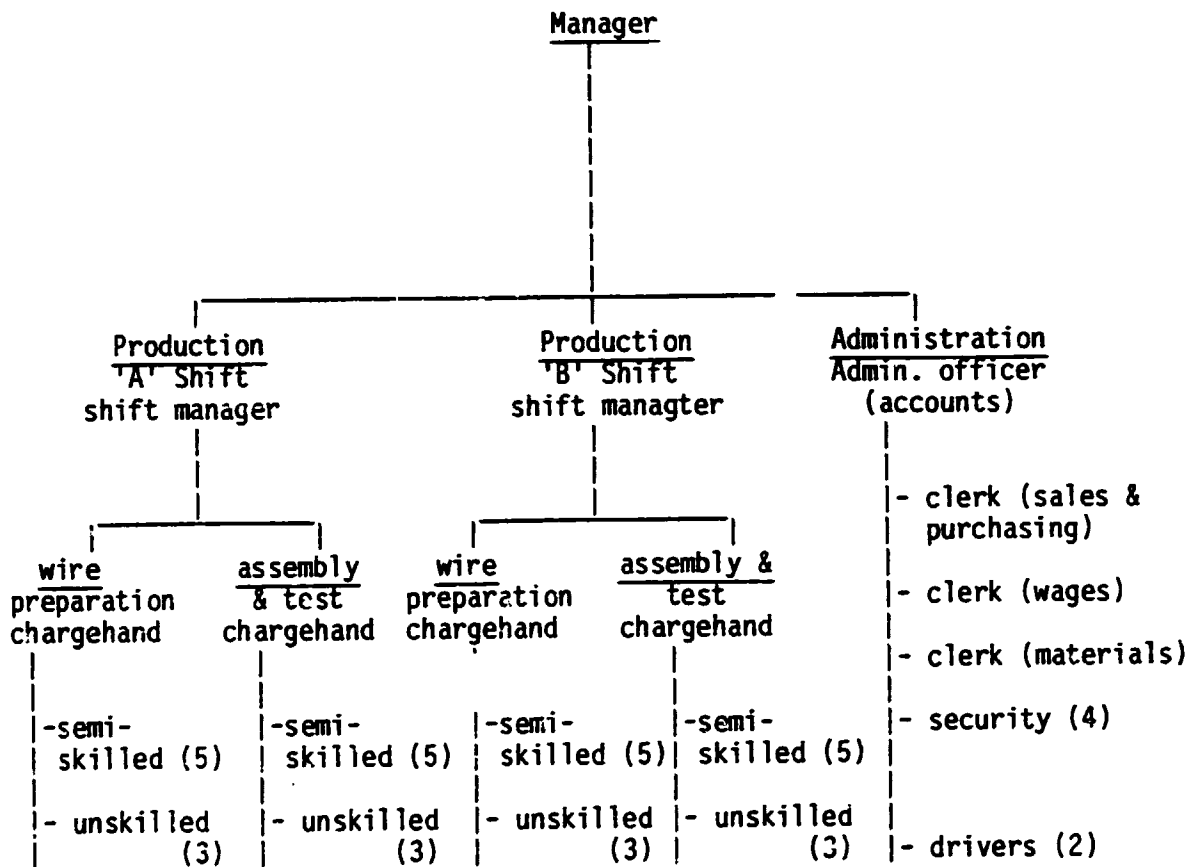 Manager
Production
'A' Shift
shift manager
Production
'B' Shift
shift managter
Administration
Admin. officer
(accounts)
wire
preparation
chargehand
assembly
& test
chargehand
wire
preparation
chargehand
assembly &
test
chargehand
-semi-
skilled (5)
- unskilled
(3)
-semi-
skilled (5)
- unskilled
(3)
-semi-
skilled (5)
- unskilled
(3)
-semi-
skilled (5)
- unskilled
(3)
- clerk (sales &
purchasing)
- clerk (wages)
- clerk (materials)
- security (4)
- drivers (2)